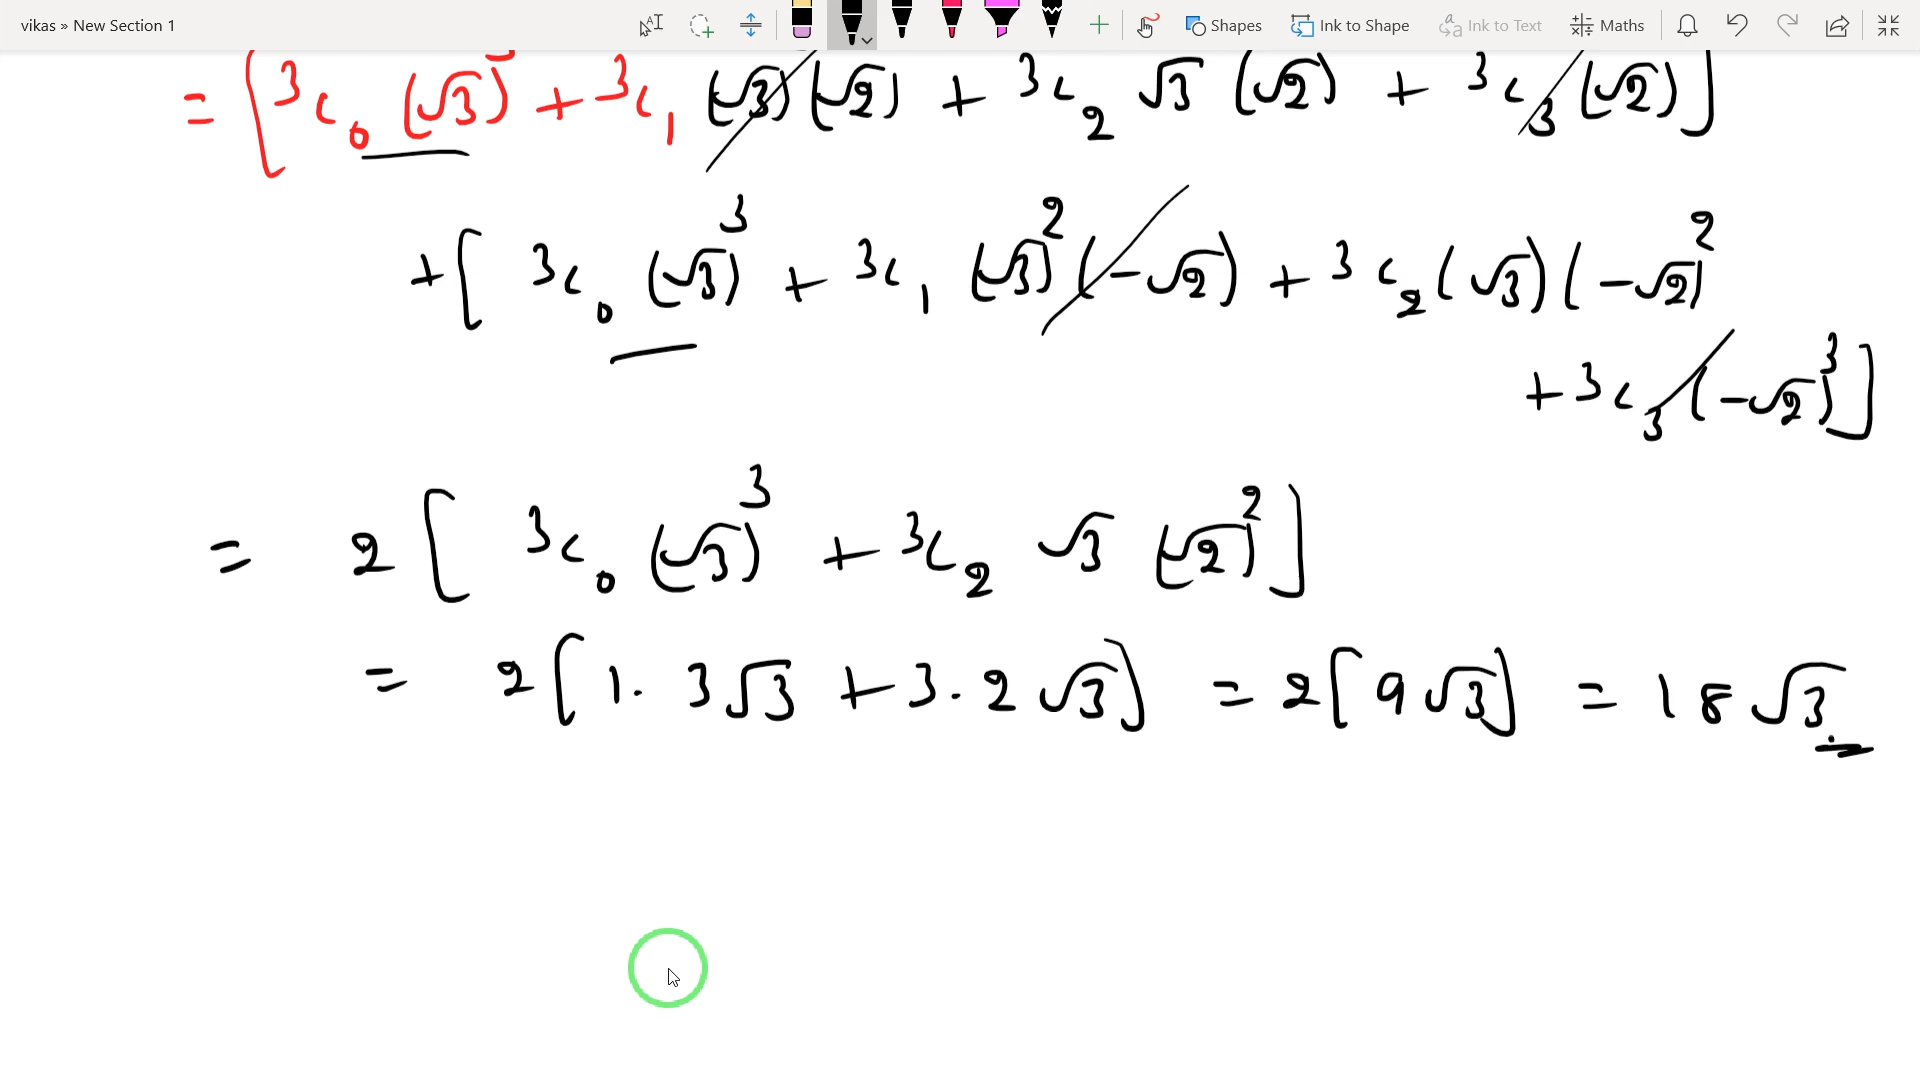 vikas » New Section 1 Shapes Ink to Shape Ink to Text Maths
= [ ³C₀ (√3)³ + ³C₁ (√3)(√2) + ³C₂ √3 (√2) + ³C₃ (√2) ]
+ [ ³C₀ (√3)³ + ³C₁ (√3)² (-√2) + ³C₂ (√3) (-√2)²
+ ³C₃ (-√2)³ ]
= 2 [ ³C₀ (√3)³ + ³C₂ √3 (√2)² ]
= 2 [ 1. 3√3 + 3. 2 √3 ] = 2 [ 9 √3 ] = 18 √3